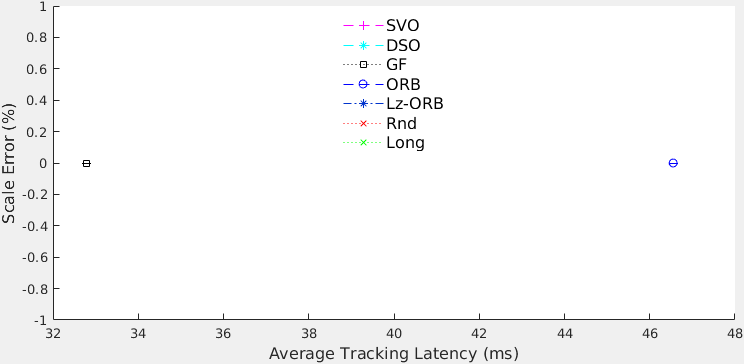 SVO
DSO
GF
ORB
Lz-ORB
Rnd
Long
Scale Error (%)
1
0.8
0.6
0.4
0.2
0
-0.2
-0.4
-0.6
-0.8
-1
32 34 36 38 40 42 44 46 48
Average Tracking Latency (ms)